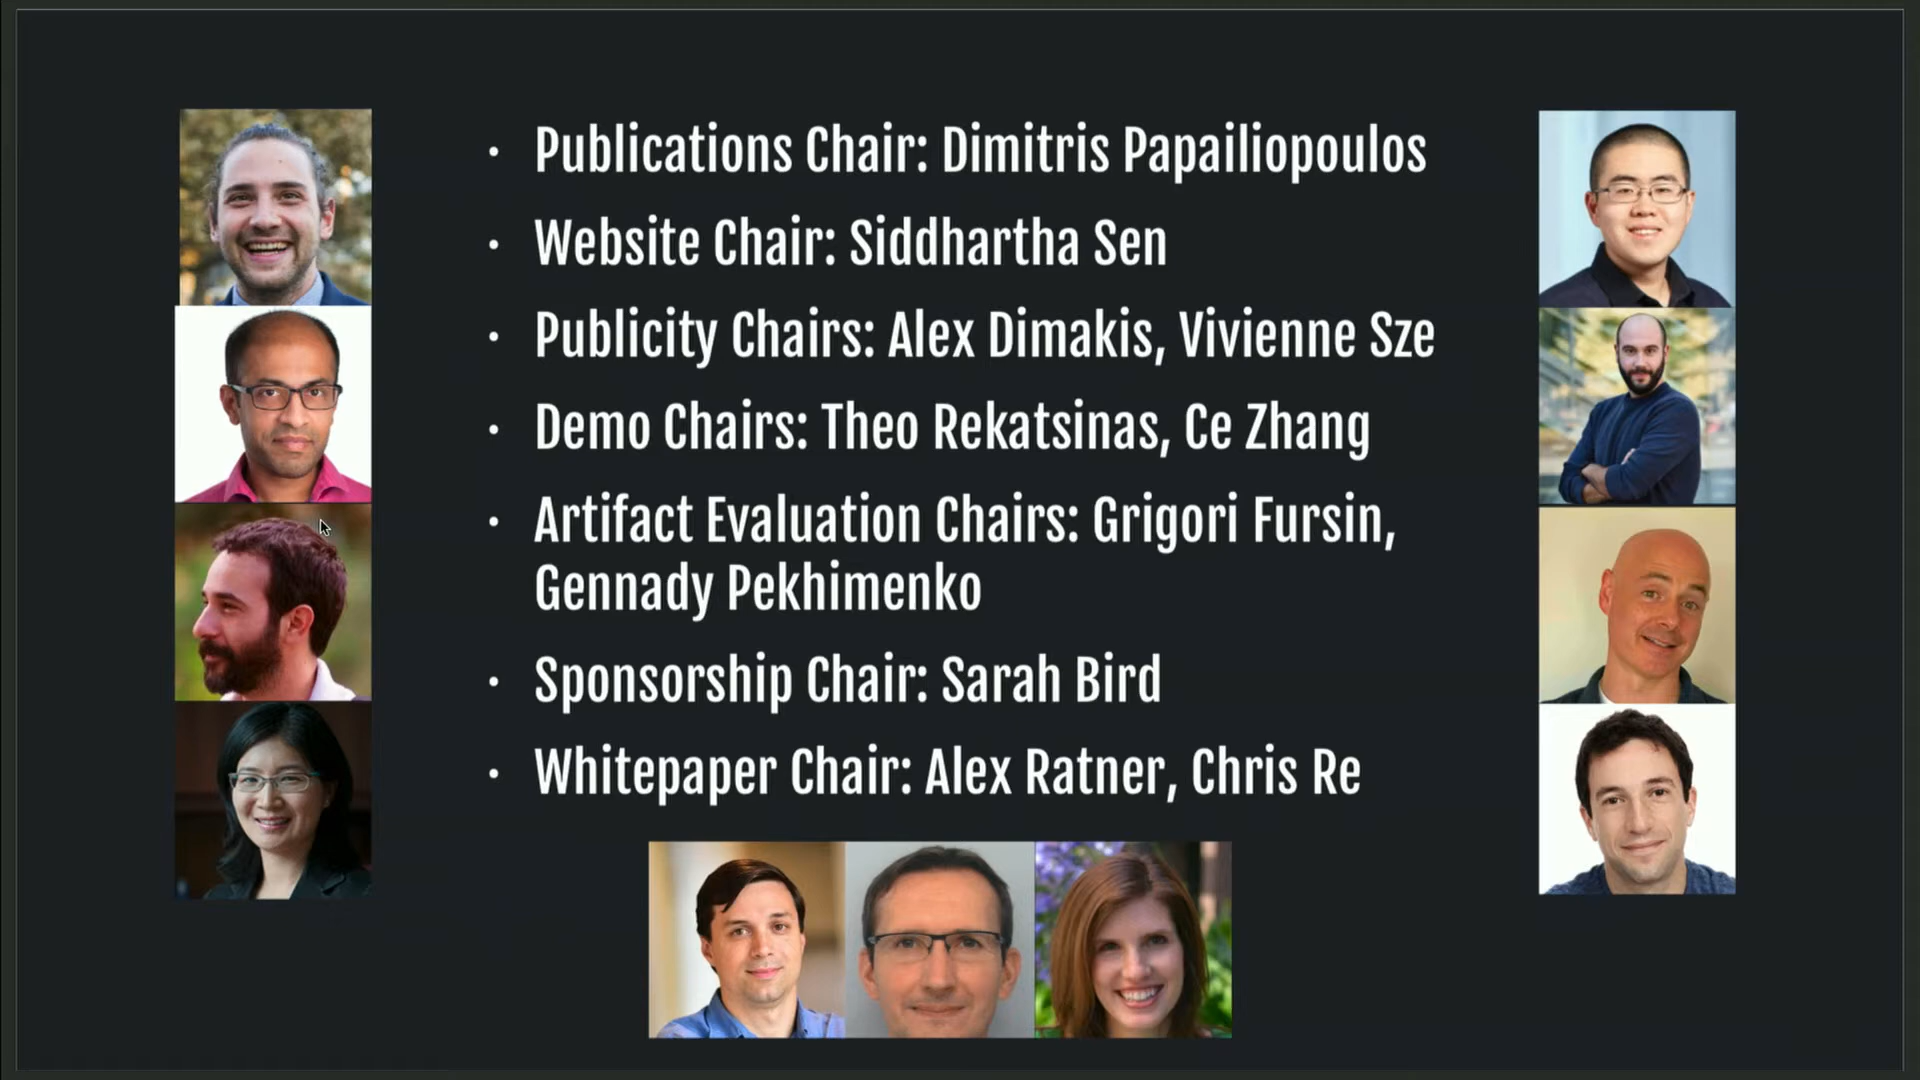 • Publications Chair: Dimitris Papailiopoulos
• Website Chair: Siddhartha Sen
• Publicity Chairs: Alex Dimakis, Vivienne Sze
• Demo Chairs: Theo Rekatsinas, Ce Zhang
• Artifact Evaluation Chairs: Grigori Fursin,
Gennady Pekhimenko
• Sponsorship Chair: Sarah Bird
• Whitepaper Chair: Alex Ratner, Chris Re